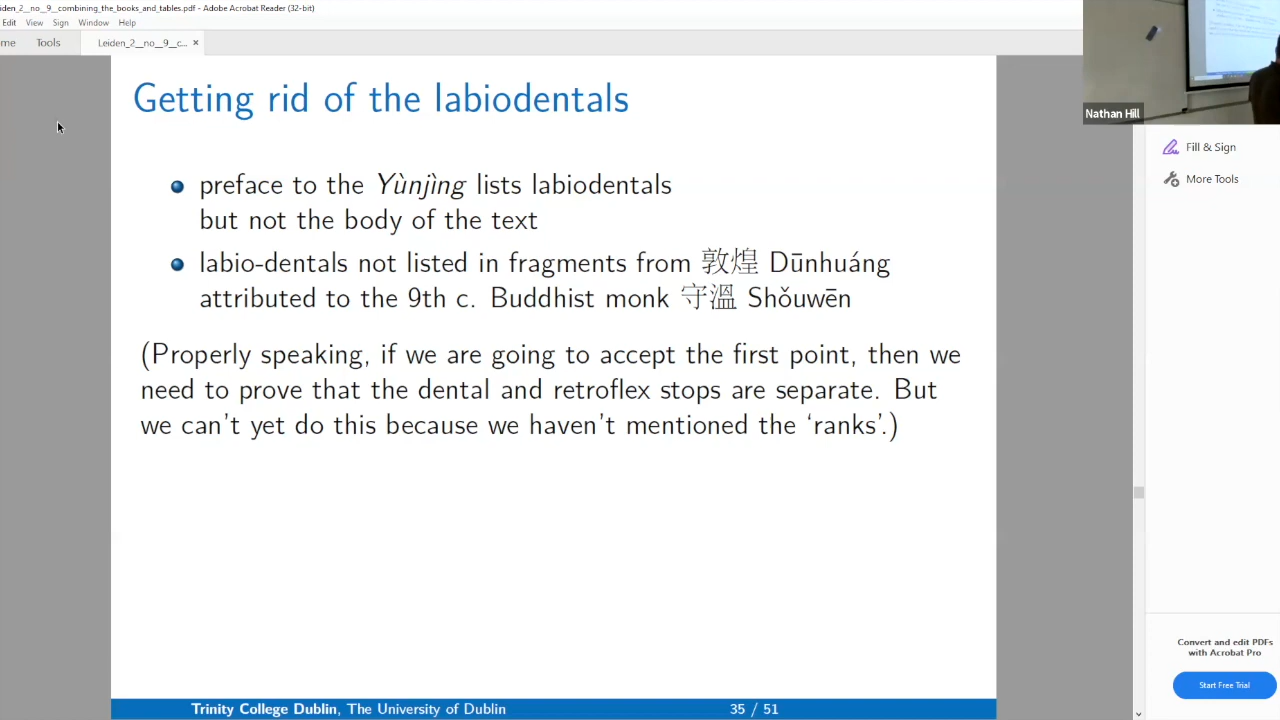 eiden_2__no__9__combining_the_books_and_tables.pdf - Adobe Acrobat Reader (32-bit)
Edit View Sign Window Help
me Tools Leiden_2__no__9__c... ×
Getting rid of the labiodentals
preface to the Yùnjìng lists labiodentals
but not the body of the text
labio-dentals not listed in fragments from 敦煌 Dūnhuáng
attributed to the 9th c. Buddhist monk 守溫 Shǒuwēn
(Properly speaking, if we are going to accept the first point, then we
need to prove that the dental and retroflex stops are separate. But
we can't yet do this because we haven't mentioned the ‘ranks’.)
Trinity College Dublin, The University of Dublin 35 / 51
Nathan Hill
Fill & Sign
More Tools
Convert and edit PDFs
with Acrobat Pro
Start Free Trial